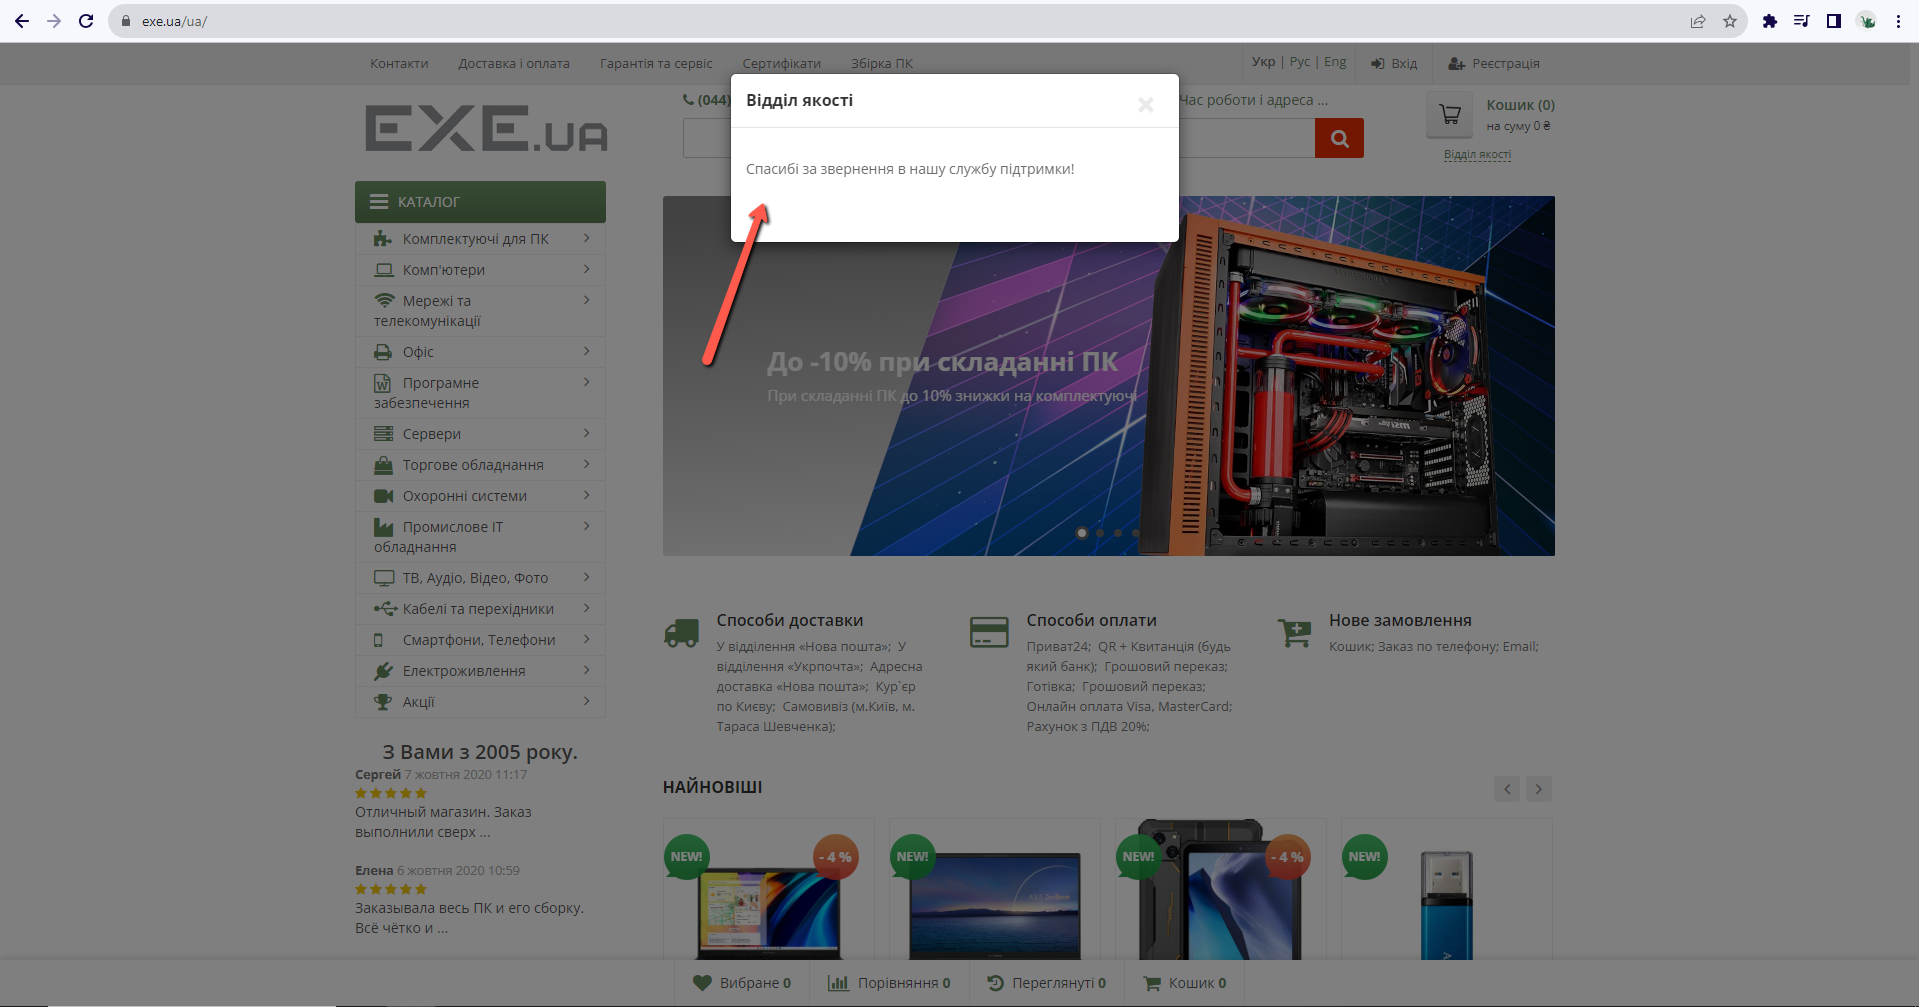 exe.ua/ua/
Контакти
Доставка і оплата
Гарантія та сервіс
Сертифікати
Збірка ПК
Укр | Рус | Eng
Вхід
Реєстрація
EXE.UA
(044)
Час роботи і адреса ...
Кошик (0)
на суму 0 ₴
Відділ якості
Відділ якості
Спасибі за звернення в нашу службу підтримки!
КАТАЛОГ
Комплектуючі для ПК
Комп'ютери
Мережі та
телекомунікації
Офіс
Програмне
забезпечення
Сервери
Торгове обладнання
Охоронні системи
Промислове IT
обладнання
ТВ, Аудіо, Відео, Фото
Кабелі та перехідники
Смартфони, Телефони
Електроживлення
Акції
До -10% при складанні ПК
При складанні ПК до 10% знижки на комплектуючі
Способи доставки
У відділення «Нова пошта»; У
відділення «Укрпочта»; Адресна
доставка «Нова пошта»; Кур`єр
по Києву; Самовивіз (м.Київ, м.
Тараса Шевченка);
Способи оплати
Приват24; QR + Квитанція (будь
який банк); Грошовий переказ;
Готівка; Грошовий переказ;
Онлайн оплата Visa, MasterCard;
Рахунок з ПДВ 20%;
Нове замовлення
Кошик; Заказ по телефону; Email;
З Вами з 2005 року.
Сергей 7 жовтня 2020 11:17
Отличный магазин. Заказ
выполнили сверх ...
Елена 6 жовтня 2020 10:59
Заказывала весь ПК и его сборку.
Всё чётко и ...
НАЙНОВІШІ
NEW!
- 4 %
NEW!
NEW!
- 4 %
NEW!
Вибране 0
Порівняння 0
Переглянуті 0
Кошик 0